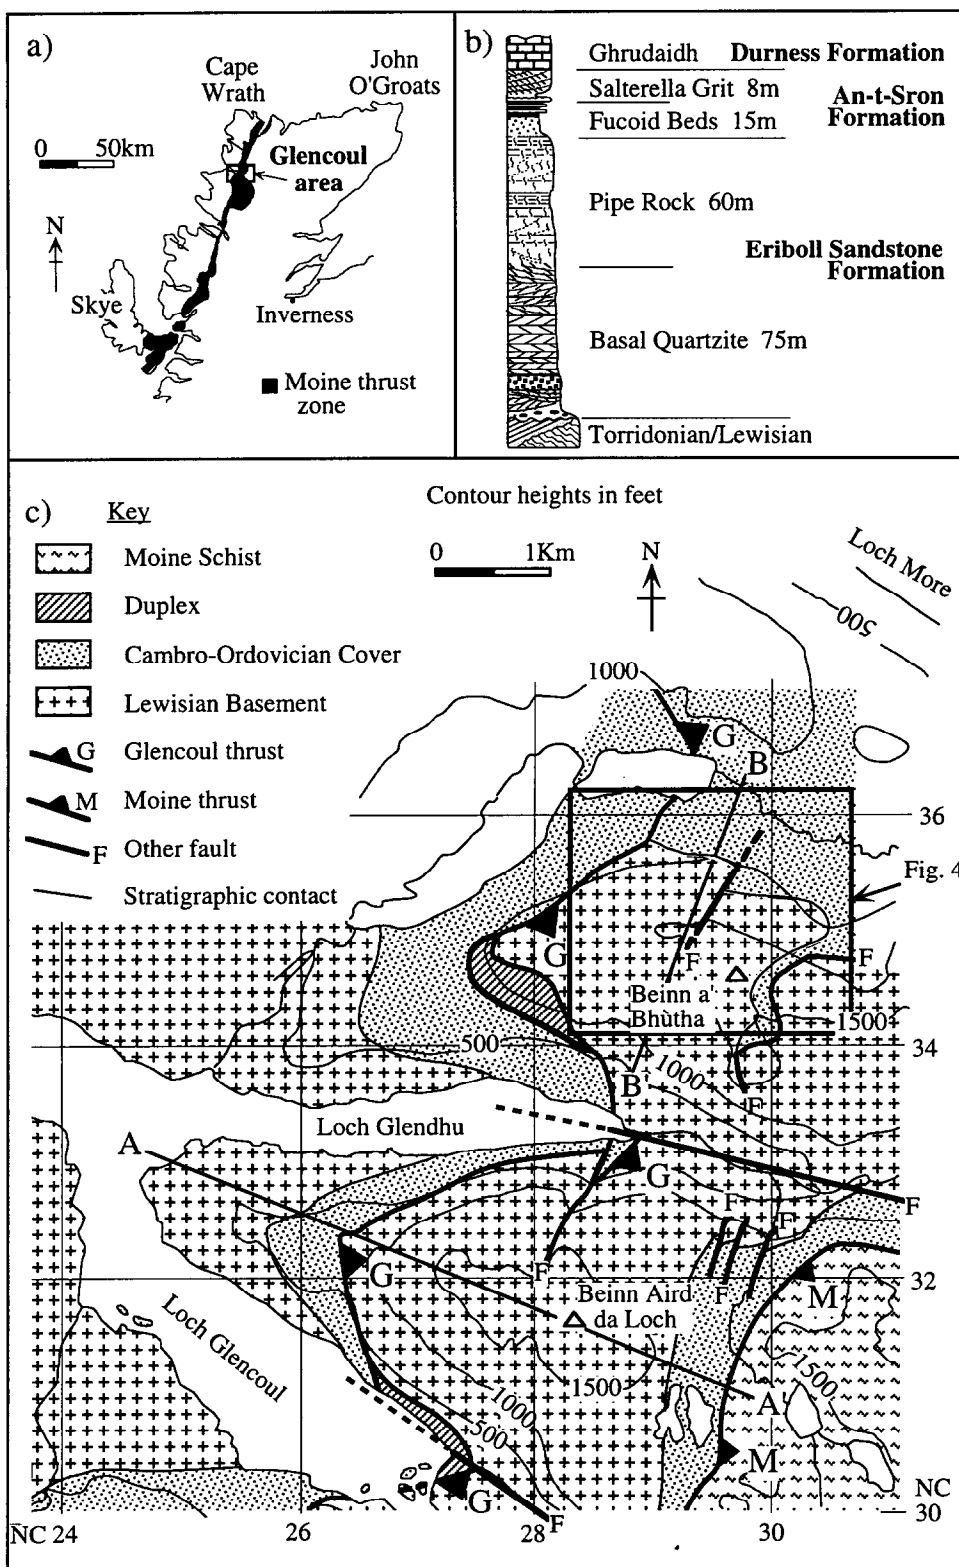 a)
Cape
Wrath
John
O'Groats
0 50km
Glencoul
area
N
Skye
Inverness
Moine thrust
zone
b)
Ghrudaidh Durness Formation
Salterella Grit 8m
An-t-Sron
Formation
Fucoid Beds 15m
Pipe Rock 60m
Eriboll Sandstone
Formation
Basal Quartzite 75m
Torridonian/Lewisian
c) Key
Contour heights in feet
Moine Schist
Duplex
Cambro-Ordovician Cover
Lewisian Basement
G Glencoul thrust
M Moine thrust
F Other fault
Stratigraphic contact
0 1Km
N
Loch More
500
1000
G
B
36
Fig. 4
G
F
F
Beinn a'
Bhùtha
1500
34
500
1000
B'
F
Loch Glendhu
A
G
F
F
F
G
F
F
Beinn Aird
da Loch
M
32
Loch Glencoul
1500
1500
1000
500
A'
M
G
F
NC
30
NC 24
26
28
30